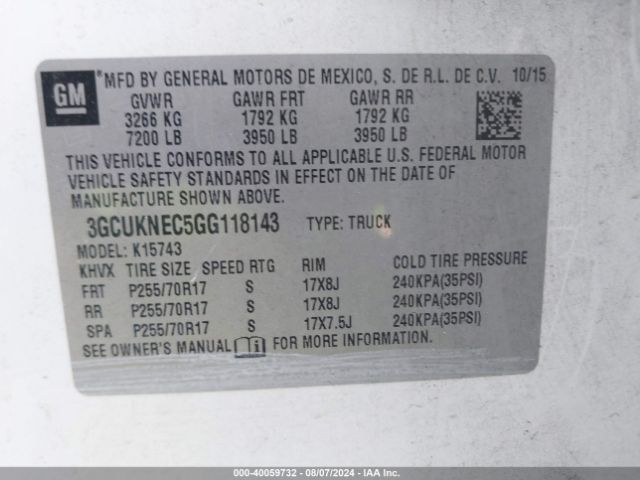 GM ® MFD BY GENERAL MOTORS DE MEXICO, S. DE R.L. DE C.V. 10/15
GVWR GAWR FRT GAWR RR
3266 KG 1792 KG 1792 KG
7200 LB 3950 LB 3950 LB
THIS VEHICLE CONFORMS TO ALL APPLICABLE U.S. FEDERAL MOTOR
VEHICLE SAFETY STANDARDS IN EFFECT ON THE DATE OF
MANUFACTURE SHOWN ABOVE.
3GCUKNEC5GG118143 TYPE: TRUCK
MODEL: K15743
KHVX TIRE SIZE SPEED RTG RIM COLD TIRE PRESSURE
FRT P255/70R17 S 17X8J 240KPA(35PSI)
RR P255/70R17 S 17X8J 240KPA(35PSI)
SPA P255/70R17 S 17X7.5J 240KPA(35PSI)
SEE OWNER'S MANUAL FOR MORE INFORMATION.
000-40059732 - 08/07/2024 - IAA Inc.